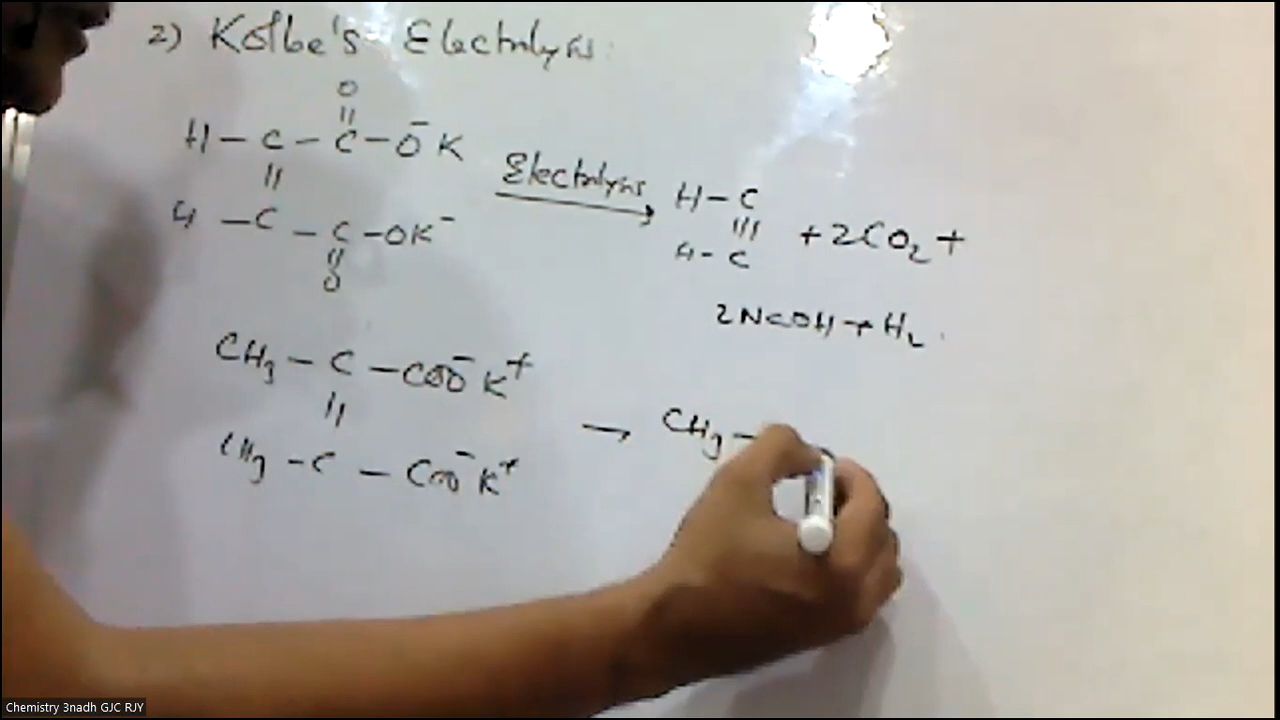 2) Kolbe's Electrolysis:
O
||
H – C – C – O⁻ K
||
H – C – C – OK⁻
||
O
Electrolysis
→
H – C
|||
H – C
+ 2CO₂ +
2NaOH + H₂.
CH₃ – C – COO⁻ K⁺
||
CH₃ – C – COO⁻ K⁺
→ CH₃ –
Chemistry 3nadh GJC RJY